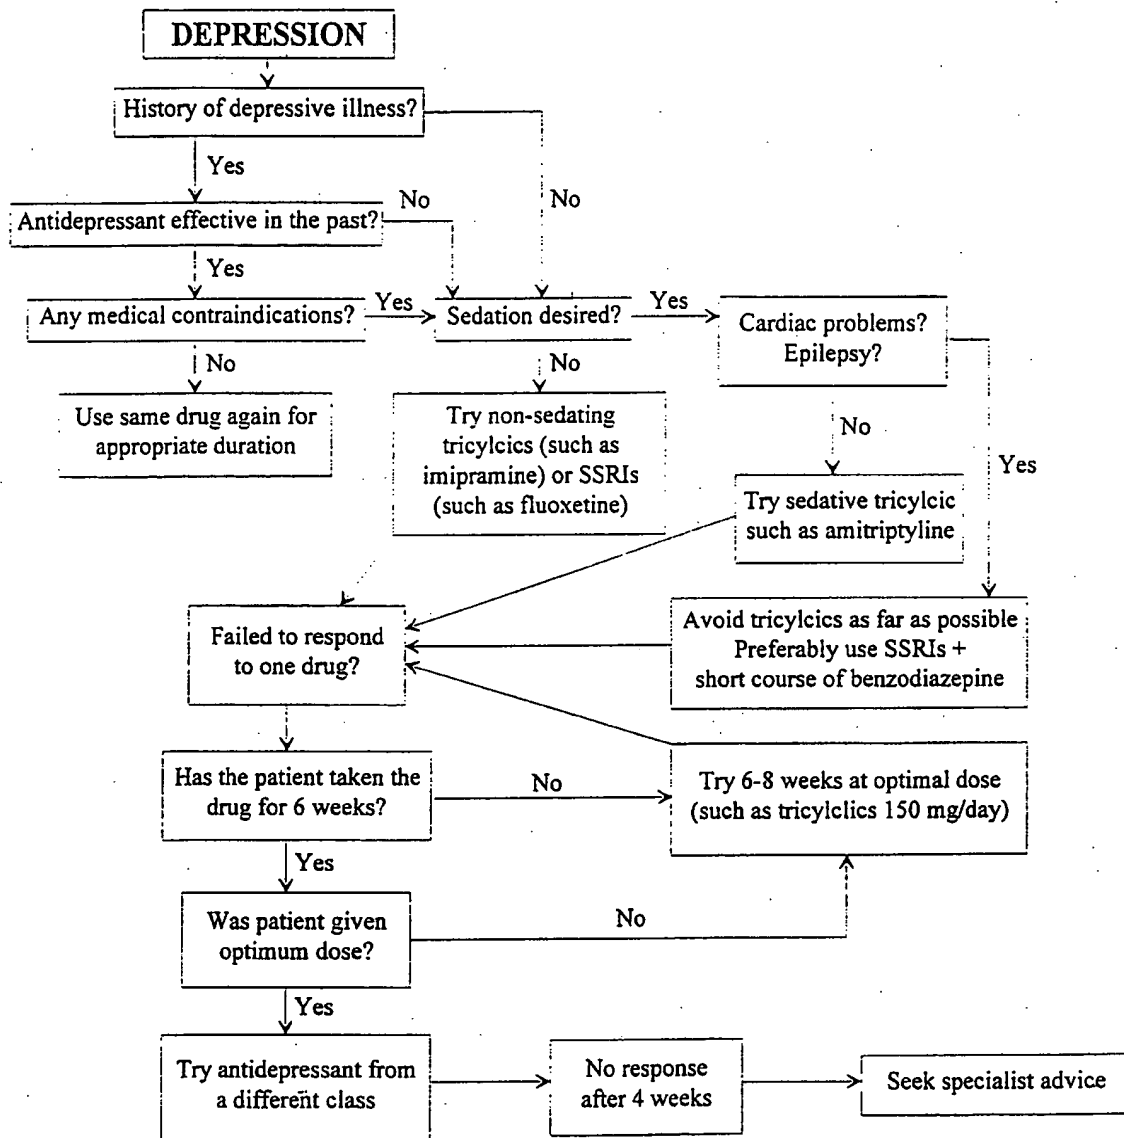 DEPRESSION
History of depressive illness?
Yes
No
No
Antidepressant effective in the past?
Yes
Any medical contraindications?
Yes
Sedation desired?
Yes
Cardiac problems?
Epilepsy?
No
No
Use same drug again for
appropriate duration
Try non-sedating
tricylcics (such as
imipramine) or SSRIs
(such as fluoxetine)
No
Yes
Try sedative tricylcic
such as amitriptyline
Failed to respond
to one drug?
Avoid tricylcics as far as possible
Preferably use SSRIs +
short course of benzodiazepine
Has the patient taken the
drug for 6 weeks?
No
Try 6-8 weeks at optimal dose
(such as tricylclics 150 mg/day)
Yes
Was patient given
optimum dose?
No
Yes
Try antidepressant from
a different class
No response
after 4 weeks
Seek specialist advice